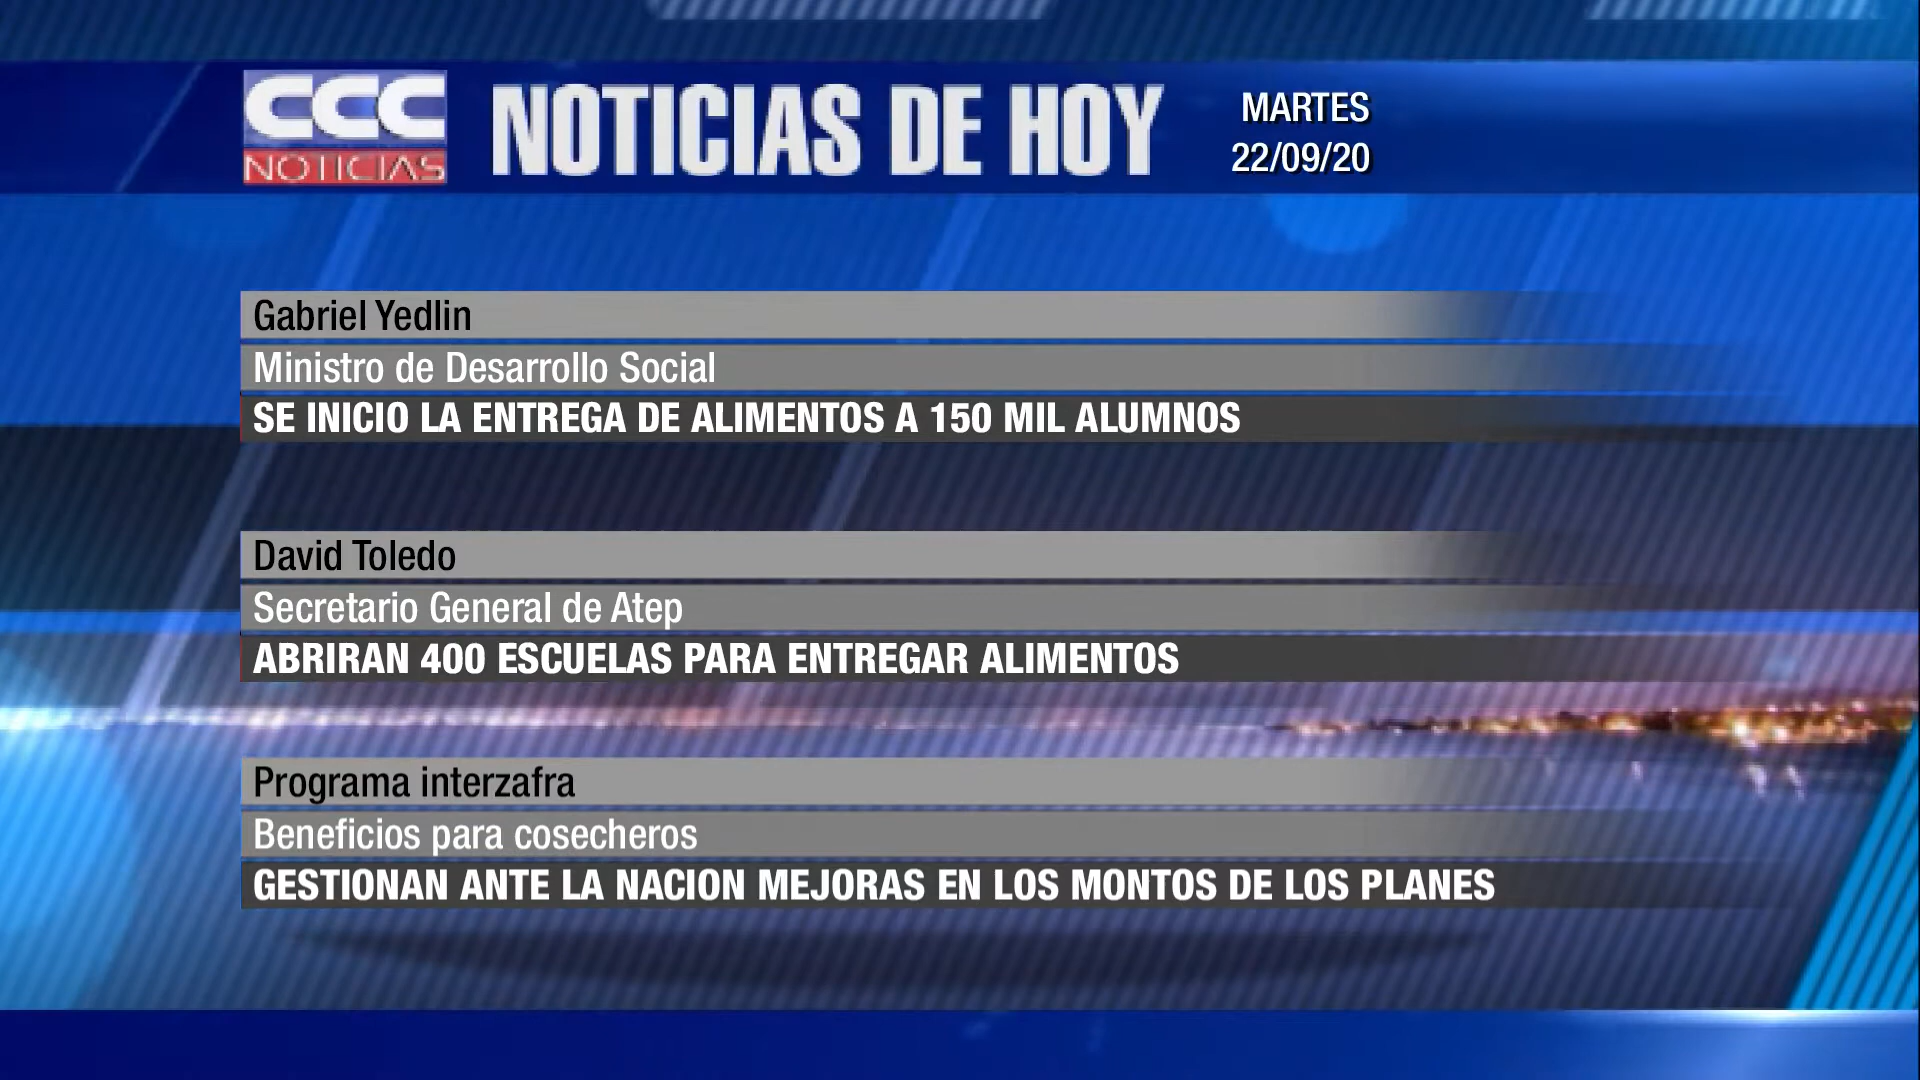 CCC
NOTICIAS
NOTICIAS DE HOY
MARTES
22/09/20
Gabriel Yedlin
Ministro de Desarrollo Social
SE INICIO LA ENTREGA DE ALIMENTOS A 150 MIL ALUMNOS
David Toledo
Secretario General de Atep
ABRIRAN 400 ESCUELAS PARA ENTREGAR ALIMENTOS
Programa interzafra
Beneficios para cosecheros
GESTIONAN ANTE LA NACION MEJORAS EN LOS MONTOS DE LOS PLANES